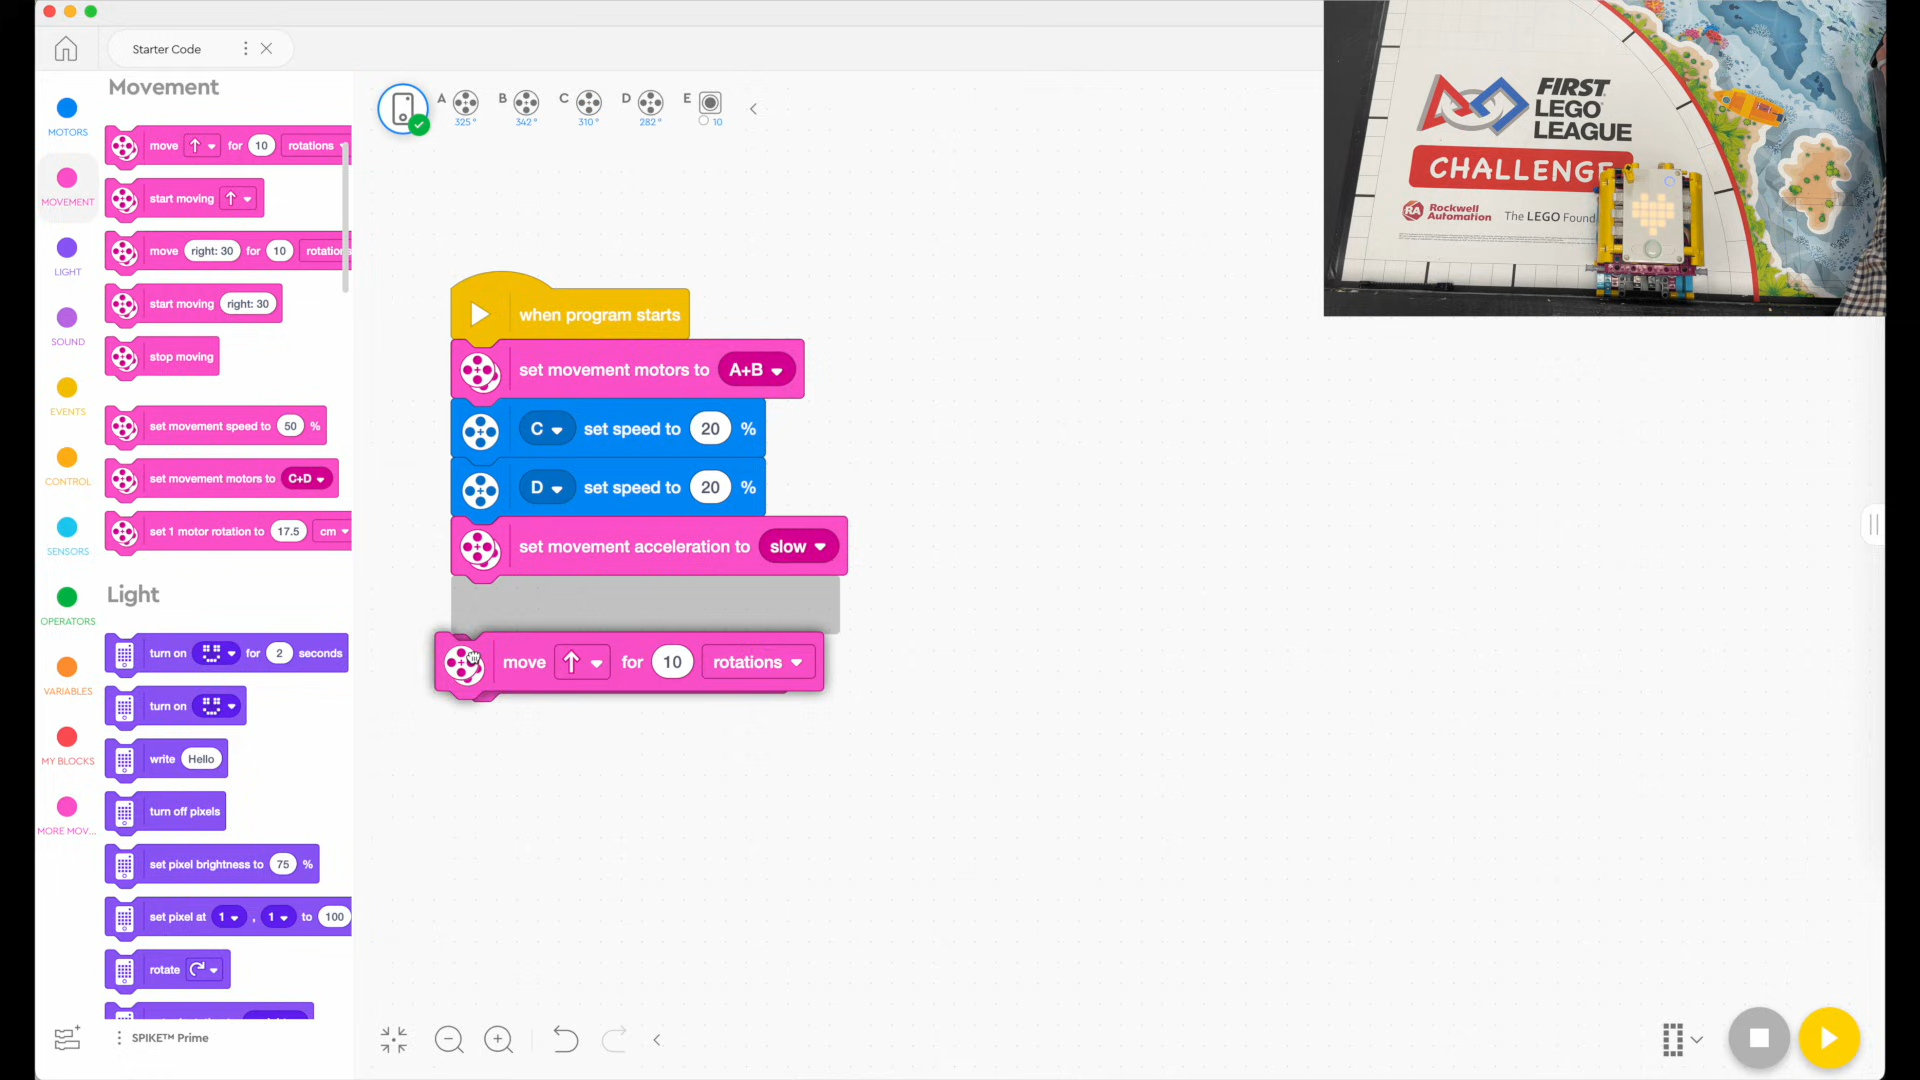 Starter Code
MOTORS
MOVEMENT
LIGHT
SOUND
EVENTS
CONTROL
SENSORS
OPERATORS
VARIABLES
MY BLOCKS
MORE MOV...
Movement
move for 10 rotations
start moving
move right: 30 for 10 rotation
start moving right: 30
stop moving
set movement speed to 50 %
set movement motors to C+D
set 1 motor rotation to 17.5 cm
Light
turn on for 2 seconds
turn on
write Hello
turn off pixels
set pixel brightness to 75 %
set pixel at 1 , 1 to 100
rotate
SPIKE™ Prime
A 325°
B 342°
C 310°
D 282°
E 10
when program starts
set movement motors to A+B
C set speed to 20 %
D set speed to 20 %
set movement acceleration to slow
move for 10 rotations
FIRST
LEGO
LEAGUE
CHALLENGE
RA Rockwell Automation The LEGO Found